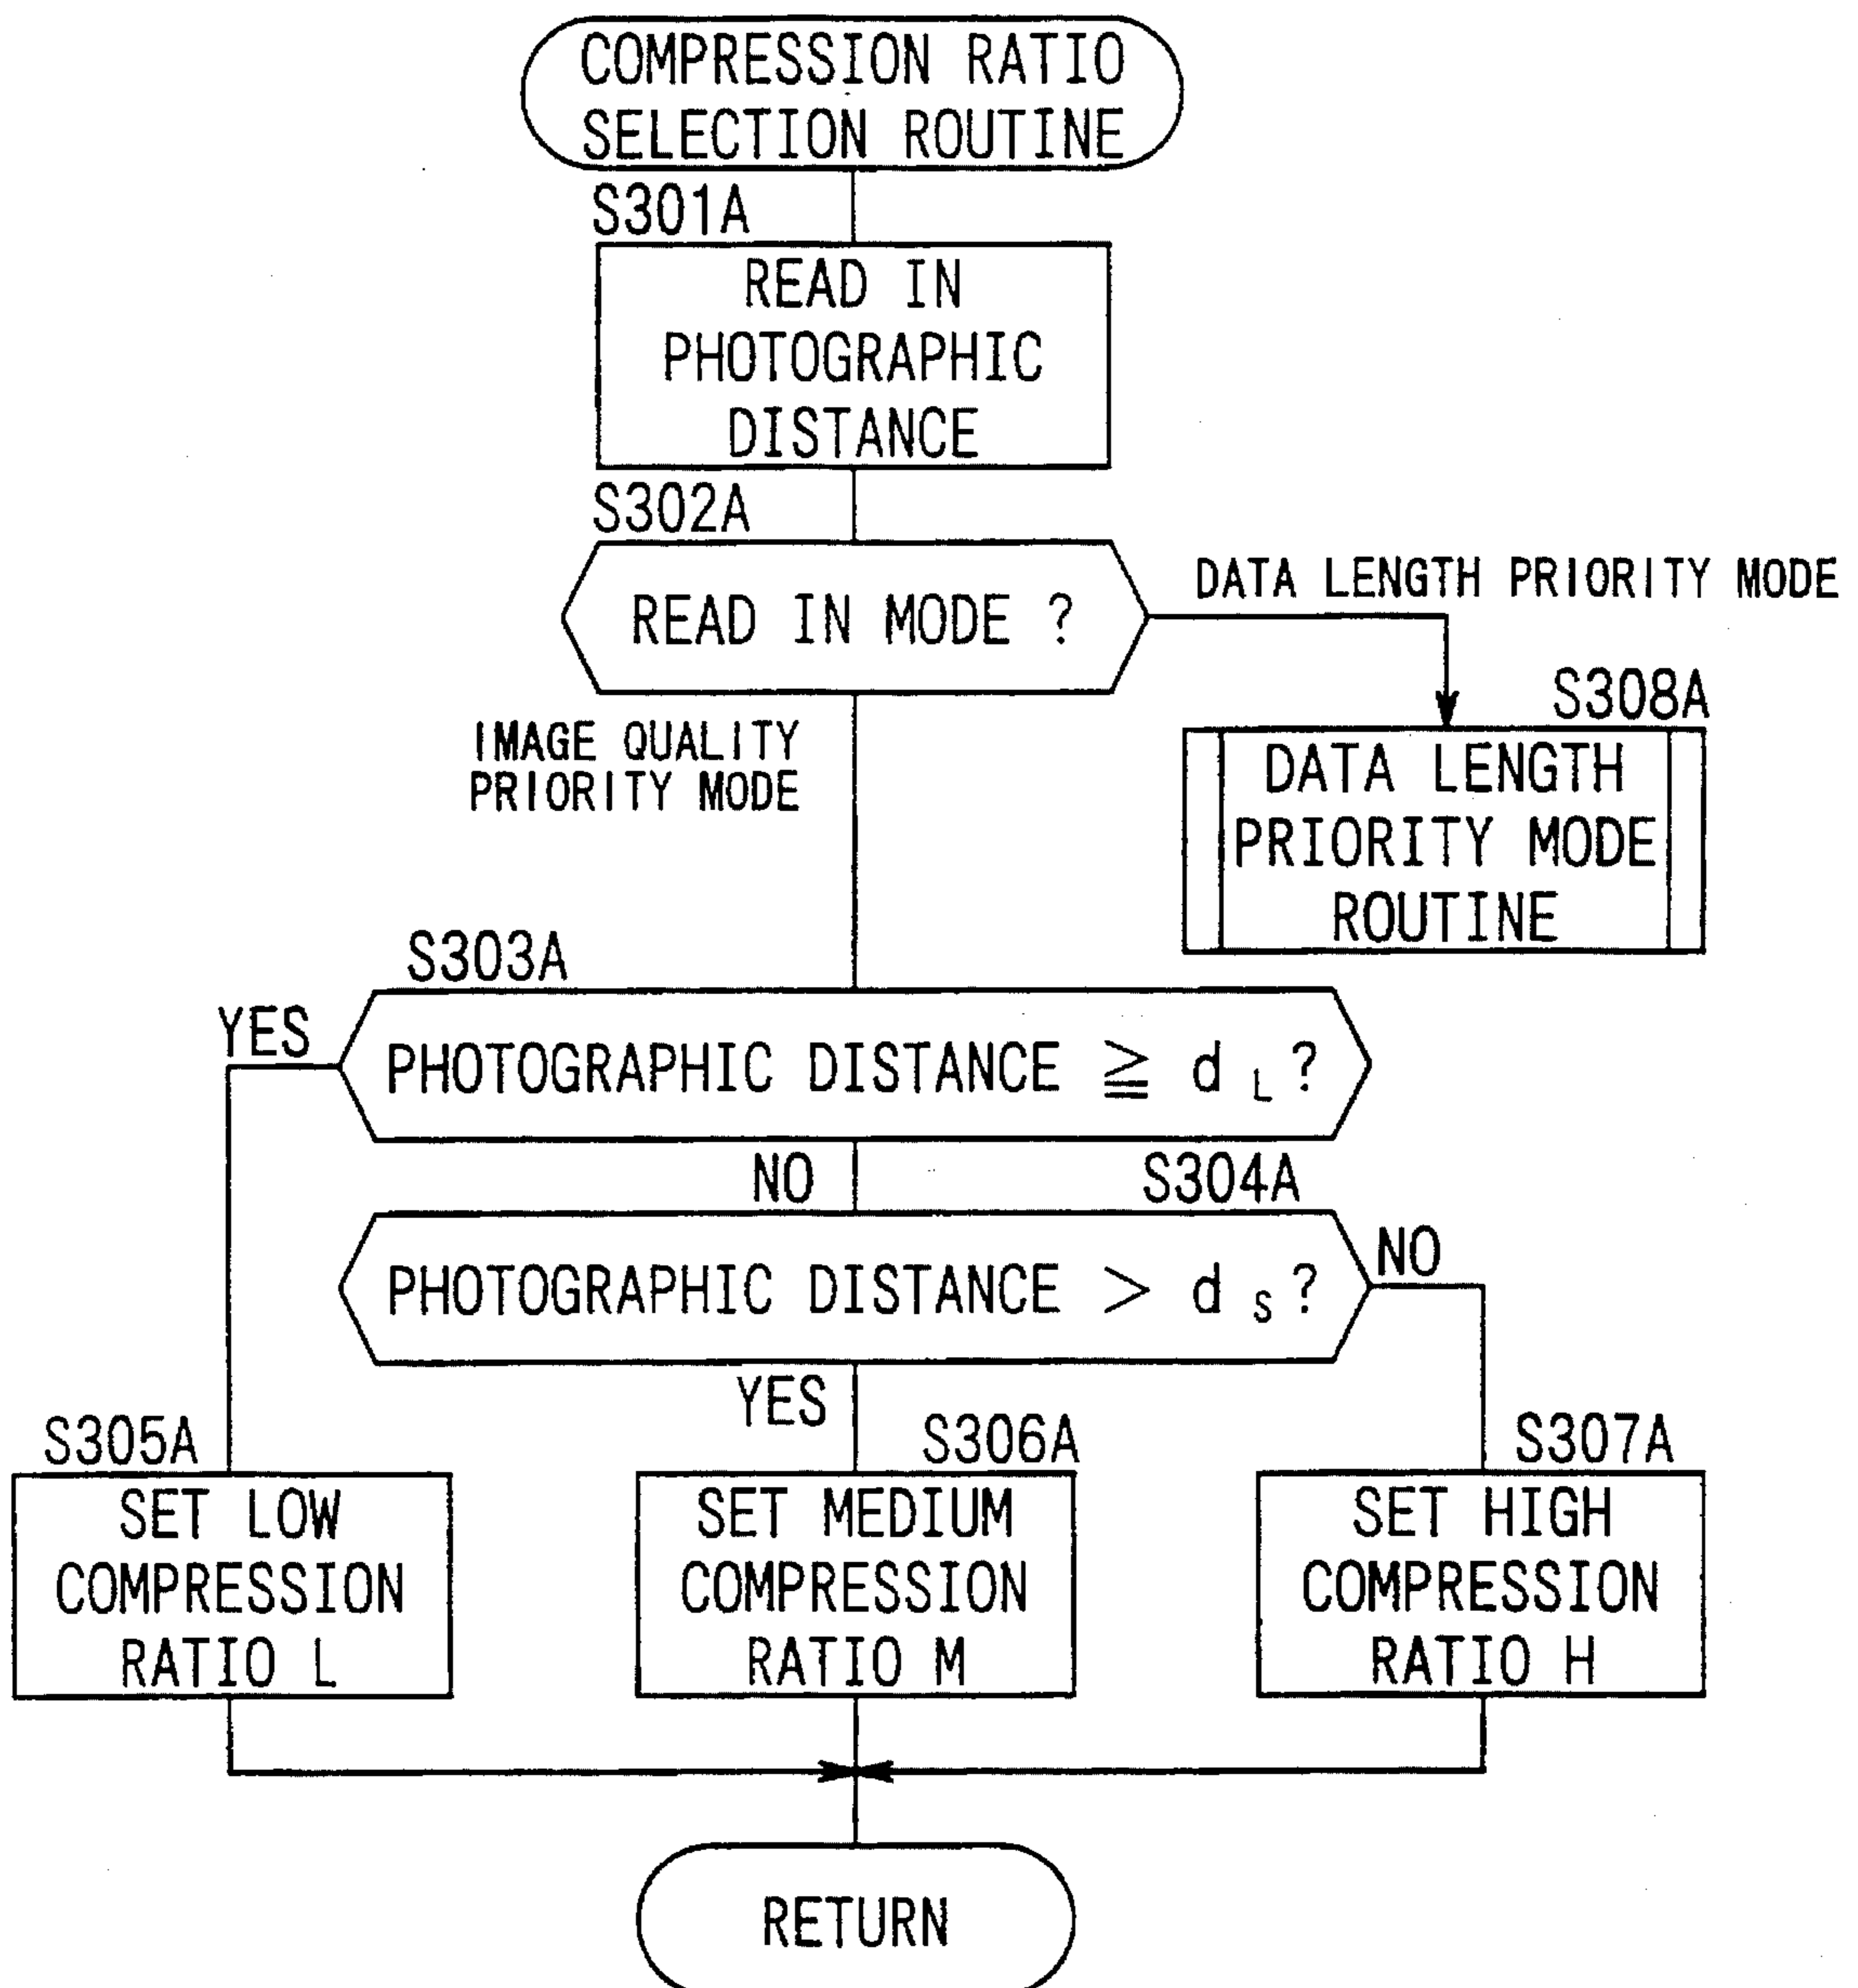 COMPRESSION RATIO
SELECTION ROUTINE
S301A
READ IN
PHOTOGRAPHIC
DISTANCE
S302A
READ IN MODE ?
DATA LENGTH PRIORITY MODE
S308A
DATA LENGTH
PRIORITY MODE
ROUTINE
IMAGE QUALITY
PRIORITY MODE
S303A
YES
PHOTOGRAPHIC DISTANCE ≧ d L ?
NO
S304A
PHOTOGRAPHIC DISTANCE > d S ?
NO
YES
S305A
SET LOW
COMPRESSION
RATIO L
S306A
SET MEDIUM
COMPRESSION
RATIO M
S307A
SET HIGH
COMPRESSION
RATIO H
RETURN